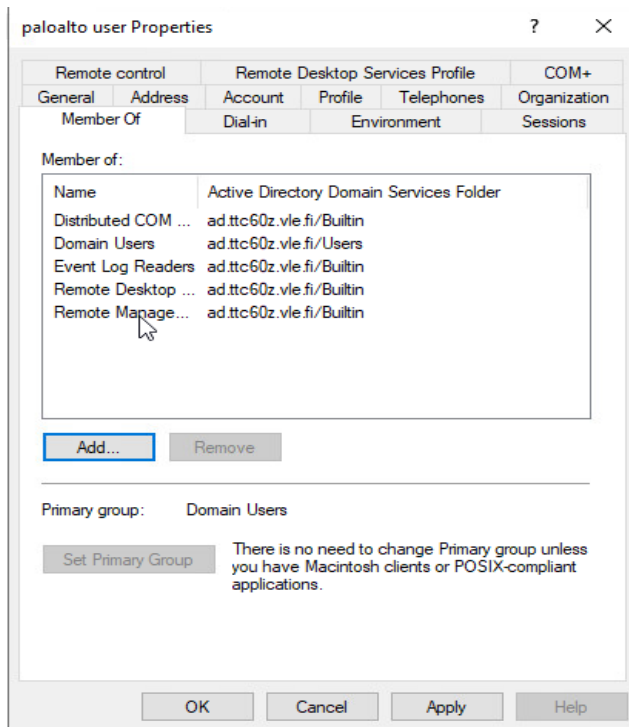 paloalto user Properties ? ×
Remote control Remote Desktop Services Profile COM+
General Address Account Profile Telephones Organization
Member Of Dial-in Environment Sessions
Member of:
Name Active Directory Domain Services Folder
Distributed COM ... ad.ttc60z.vle.fi/Builtin
Domain Users ad.ttc60z.vle.fi/Users
Event Log Readers ad.ttc60z.vle.fi/Builtin
Remote Desktop ... ad.ttc60z.vle.fi/Builtin
Remote Manage... ad.ttc60z.vle.fi/Builtin
Add... Remove
Primary group: Domain Users
Set Primary Group
There is no need to change Primary group unless
you have Macintosh clients or POSIX-compliant
applications.
OK Cancel Apply Help